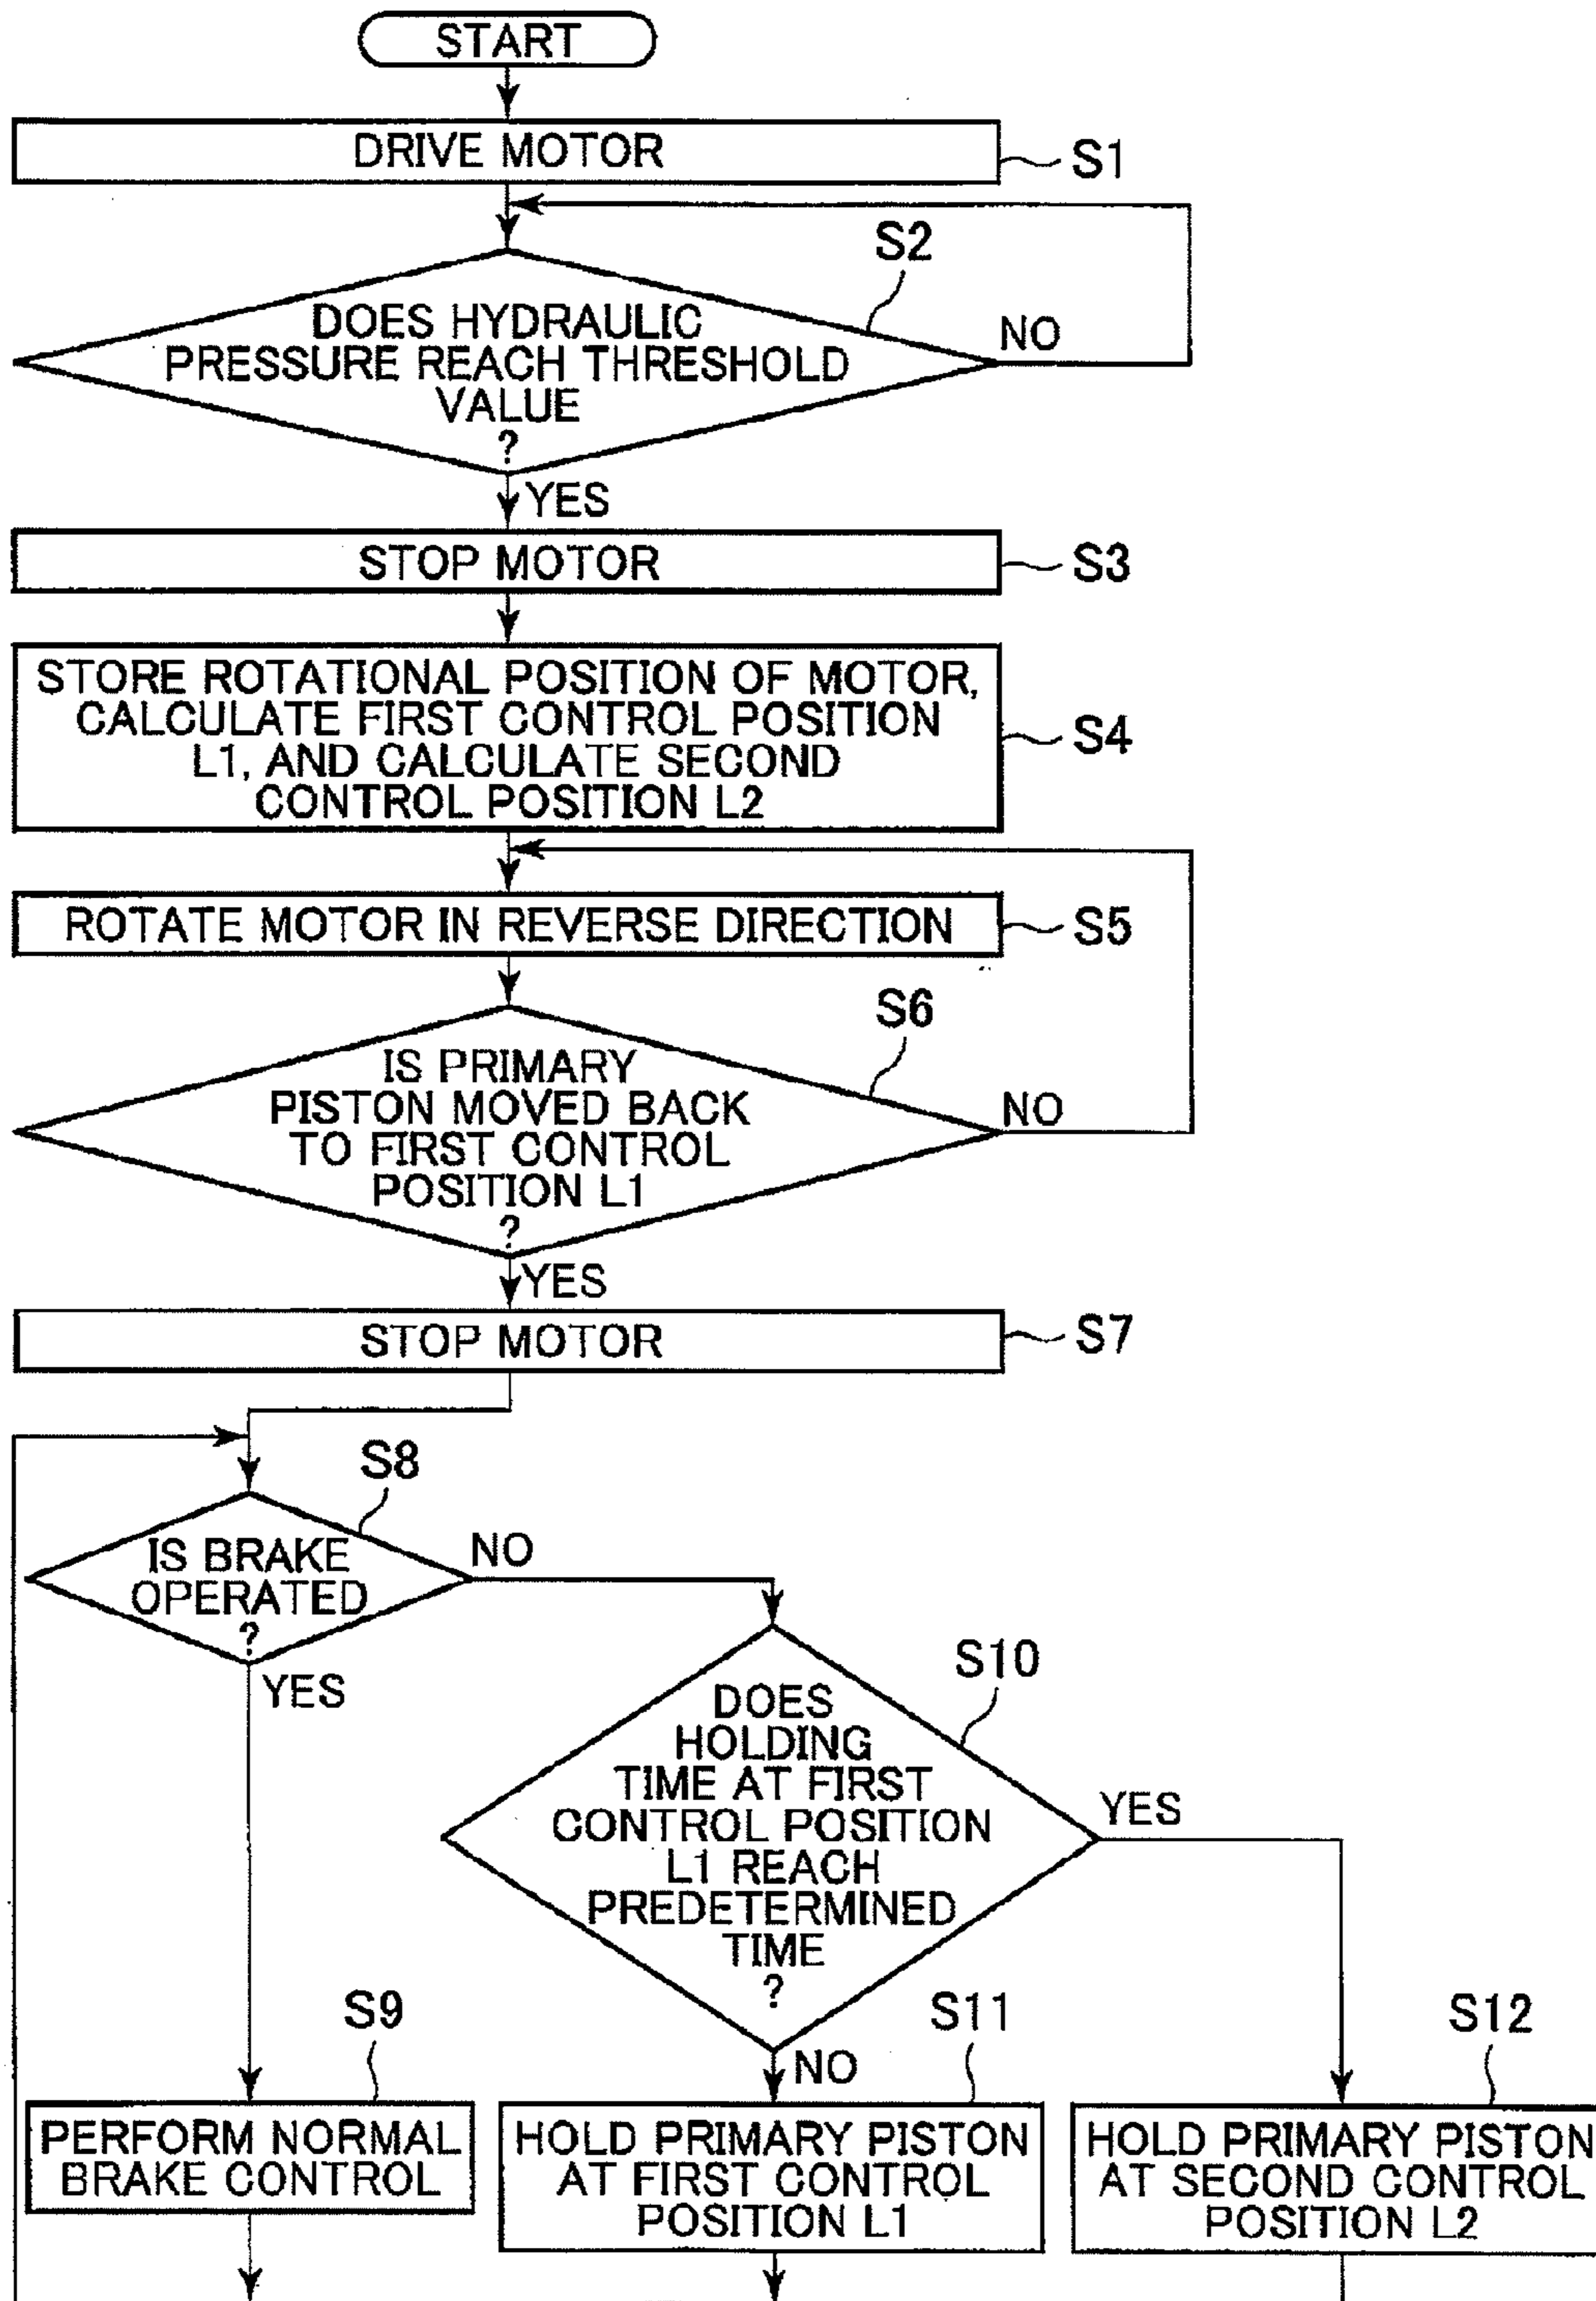 START
DRIVE MOTOR
S1
S2
DOES HYDRAULIC
PRESSURE REACH THRESHOLD
VALUE
?
NO
YES
STOP MOTOR
S3
STORE ROTATIONAL POSITION OF MOTOR,
CALCULATE FIRST CONTROL POSITION
L1, AND CALCULATE SECOND
CONTROL POSITION L2
S4
ROTATE MOTOR IN REVERSE DIRECTION
S5
S6
IS PRIMARY
PISTON MOVED BACK
TO FIRST CONTROL
POSITION L1
?
NO
YES
STOP MOTOR
S7
S8
IS BRAKE
OPERATED
?
NO
YES
S10
DOES
HOLDING
TIME AT FIRST
CONTROL POSITION
L1 REACH
PREDETERMINED
TIME
?
YES
NO
S9
PERFORM NORMAL
BRAKE CONTROL
S11
HOLD PRIMARY PISTON
AT FIRST CONTROL
POSITION L1
S12
HOLD PRIMARY PISTON
AT SECOND CONTROL
POSITION L2